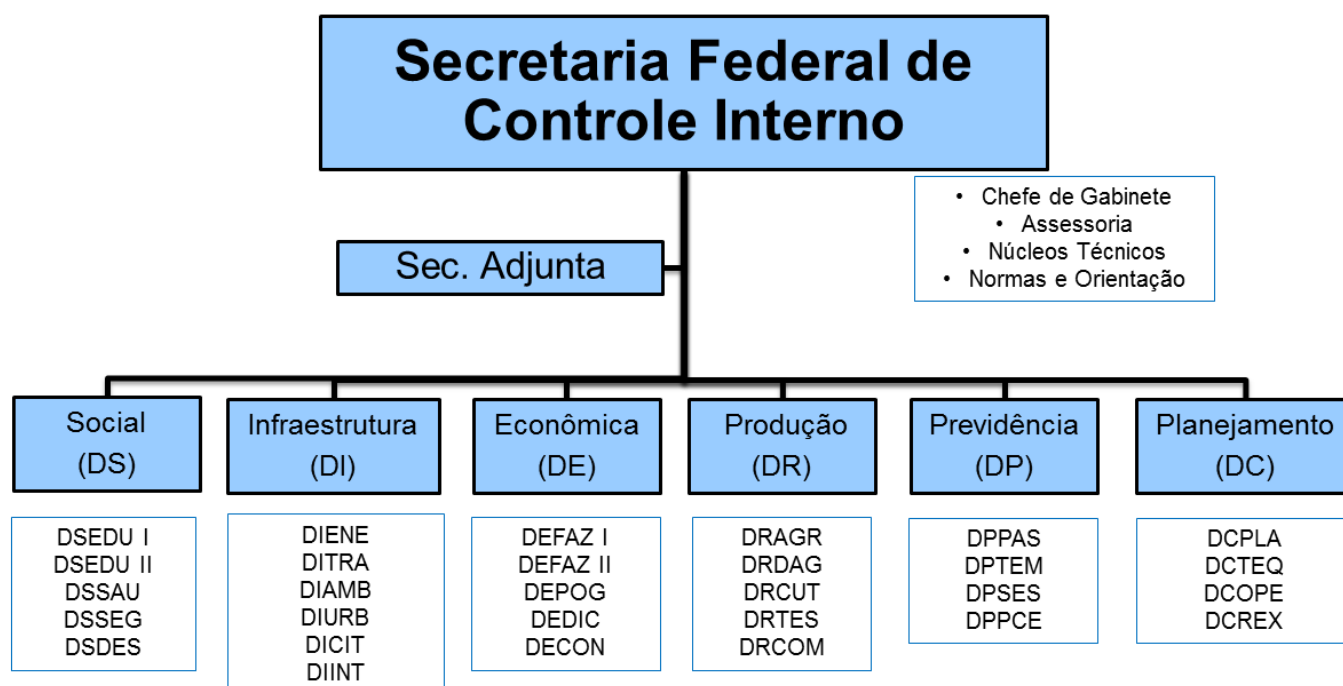 Secretaria Federal de
Controle Interno
• Chefe de Gabinete
• Assessoria
• Núcleos Técnicos
• Normas e Orientação
Sec. Adjunta
Social
(DS)
Infraestrutura
(DI)
Econômica
(DE)
Produção
(DR)
Previdência
(DP)
Planejamento
(DC)
DSEDU I
DSEDU II
DSSAU
DSSEG
DSDES
DIENE
DITRA
DIAMB
DIURB
DICIT
DIINT
DEFAZ I
DEFAZ II
DEPOG
DEDIC
DECON
DRAGR
DRDAG
DRCUT
DRTES
DRCOM
DPPAS
DPTEM
DPSES
DPPCE
DCPLA
DCTEQ
DCOPE
DCREX